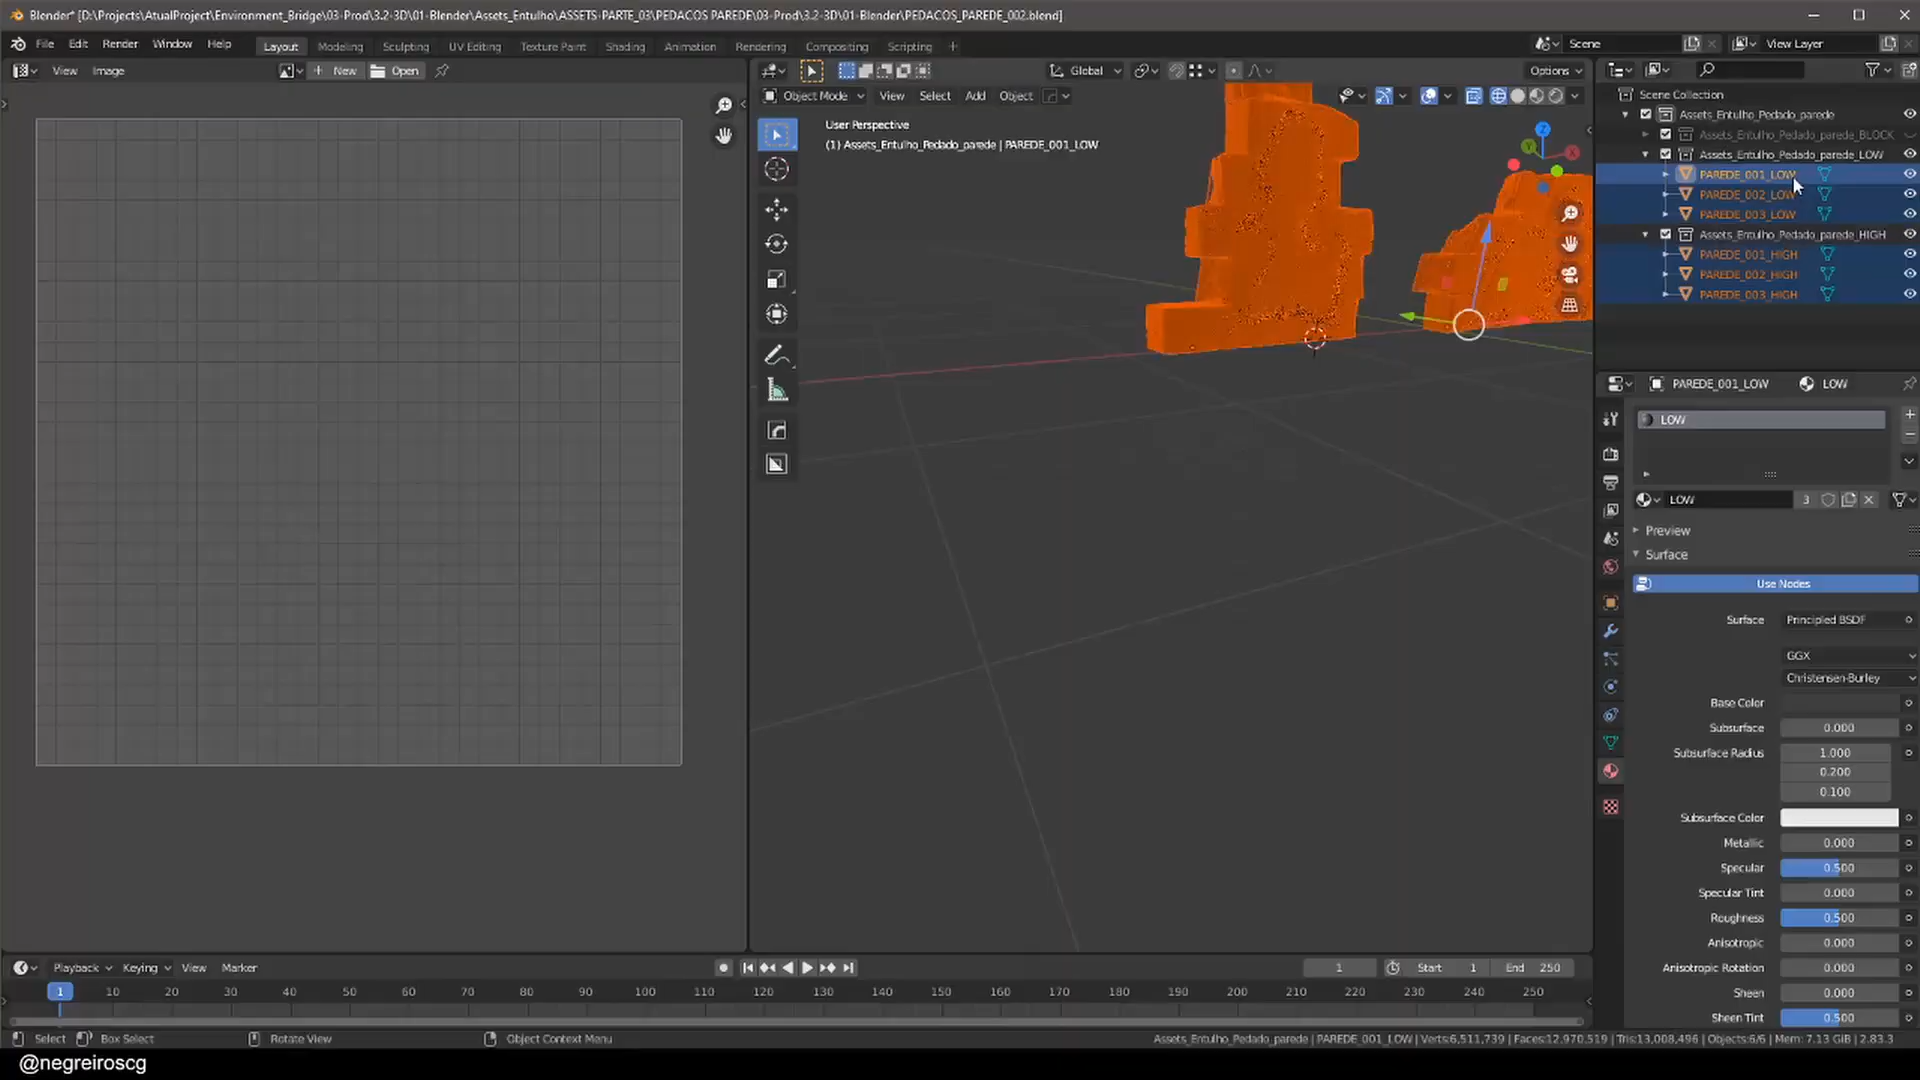 Blender* [D:\Projects\AtualProject\Environment_Bridge\03-Prod\3.2-3D\01-Blender\Assets_Entulho\ASSETS-PARTE_03\PEDACOS PAREDE\03-Prod\3.2-3D\01-Blender\PEDACOS_PAREDE_002.blend]
File Edit Render Window Help Layout Modeling Sculpting UV Editing Texture Paint Shading Animation Rendering Compositing Scripting Scene View Layer
View Image New Open Global Options
Object Mode View Select Add Object
User Perspective
(1) Assets_Entulho_Pedado_parede | PAREDE_001_LOW
Scene Collection
Assets_Entulho_Pedado_parede
Assets_Entulho_Pedado_parede_BLOCK
Assets_Entulho_Pedado_parede_LOW
PAREDE_001_LOW
PAREDE_002_LOW
PAREDE_003_LOW
Assets_Entulho_Pedado_parede_HIGH
PAREDE_001_HIGH
PAREDE_002_HIGH
PAREDE_003_HIGH
PAREDE_001_LOW LOW
LOW
LOW 3
Preview
Surface
Use Nodes
Surface Principled BSDF
GGX
Christensen-Burley
Base Color
Subsurface 0.000
Subsurface Radius 1.000
0.200
0.100
Subsurface Color
Metallic 0.000
Specular 0.500
Specular Tint 0.000
Roughness 0.500
Anisotropic 0.000
Anisotropic Rotation 0.000
Sheen 0.000
Sheen Tint 0.500
Playback Keying View Marker 1 Start 1 End 250
1 10 20 30 40 50 60 70 80 90 100 110 120 130 140 150 160 170 180 190 200 210 220 230 240 250
Select Box Select Rotate View Object Context Menu Assets_Entulho_Pedado_parede | PAREDE_001_LOW | Verts:6,511,739 | Faces:12,970,519 | Tris:13,008,496 | Objects:6/6 | Mem: 7.13 GiB | 2.83.3
@negreiroscg